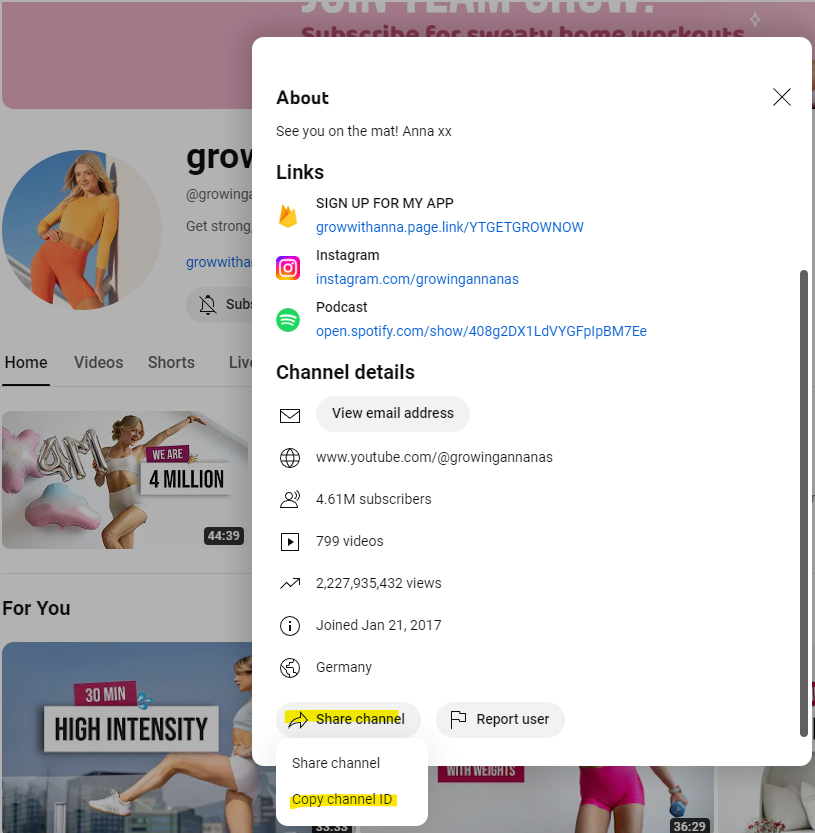 JOIN TEAM GROW!
Subscribe for sweaty home workouts
About
See you on the mat! Anna xx
Links
SIGN UP FOR MY APP
growwithanna.page.link/YTGETGROWNOW
Instagram
instagram.com/growingannanas
Podcast
open.spotify.com/show/408g2DX1LdVYGFpIpBM7Ee
Channel details
View email address
www.youtube.com/@growingannanas
4.61M subscribers
799 videos
2,227,935,432 views
Joined Jan 21, 2017
Germany
Share channel
Report user
Share channel
Copy channel ID
grow
@growinga
Get strong,
growwitha
Subs
Home Videos Shorts Live
4M
WE ARE
4 MILLION
44:39
For You
30 MIN
HIGH INTENSITY
33:33
WITH WEIGHTS
36:29